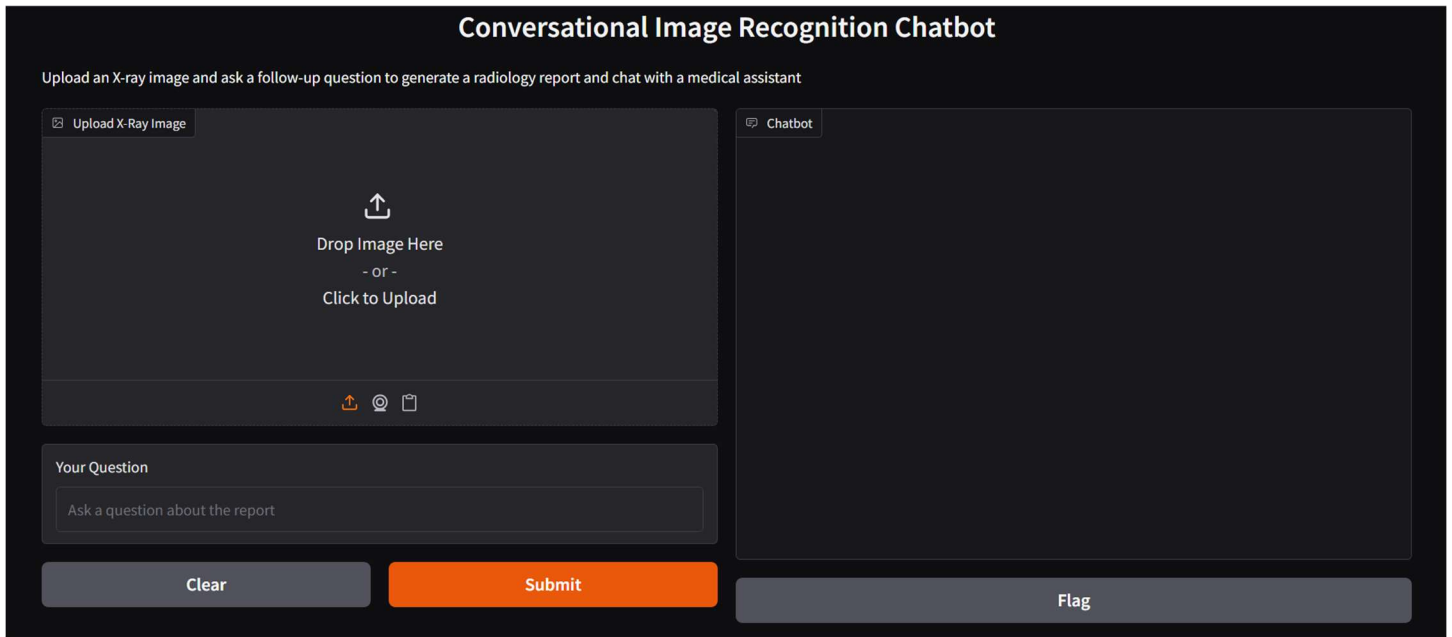 Conversational Image Recognition Chatbot
Upload an X-ray image and ask a follow-up question to generate a radiology report and chat with a medical assistant
Upload X-Ray Image
Drop Image Here
- or -
Click to Upload
Your Question
Ask a question about the report
Clear
Submit
Chatbot
Flag